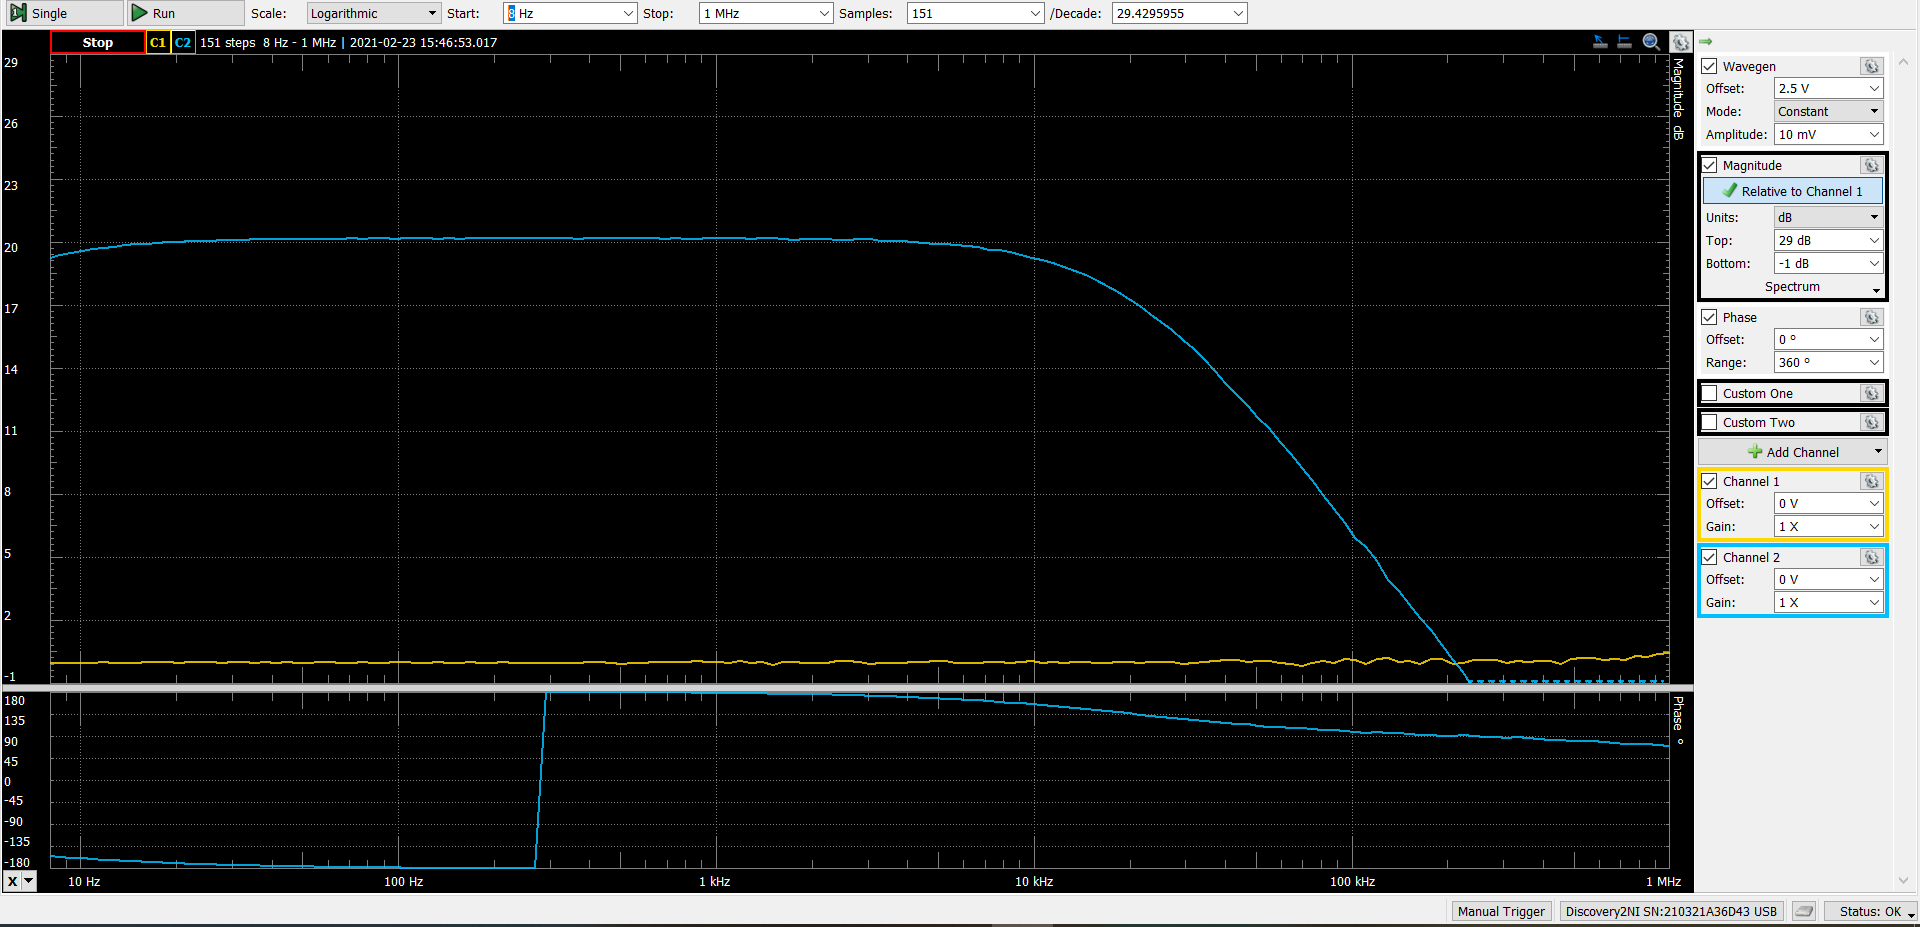 Single Run Scale: Logarithmic Start: 8 Hz Stop: 1 MHz Samples: 151 /Decade: 29.4295955
Stop C1 C2 151 steps 8 Hz - 1 MHz | 2021-02-23 15:46:53.017
29
26
23
20
17
14
11
8
5
2
-1
Magnitude dB
180
135
90
45
0
-45
-90
-135
-180
Phase °
X 10 Hz 100 Hz 1 kHz 10 kHz 100 kHz 1 MHz
Wavegen
Offset: 2.5 V
Mode: Constant
Amplitude: 10 mV
Magnitude
Relative to Channel 1
Units: dB
Top: 29 dB
Bottom: -1 dB
Spectrum
Phase
Offset: 0 º
Range: 360 º
Custom One
Custom Two
Add Channel
Channel 1
Offset: 0 V
Gain: 1 X
Channel 2
Offset: 0 V
Gain: 1 X
Manual Trigger Discovery2NI SN:210321A36D43 USB Status: OK